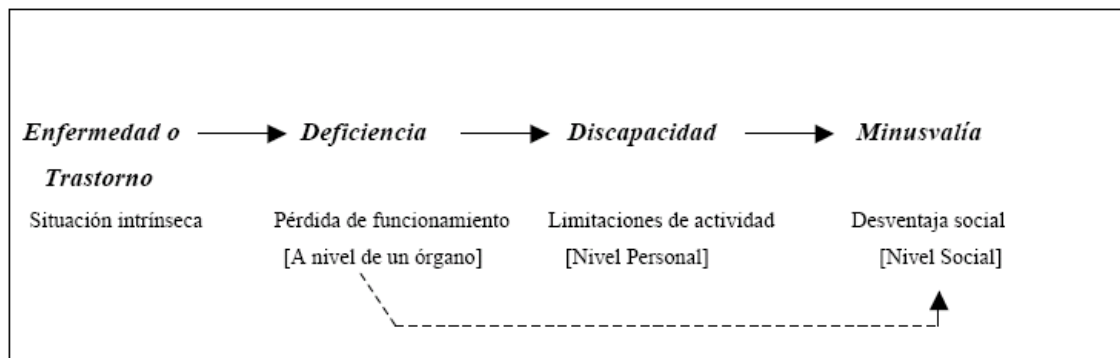 Enfermedad o Deficiencia Discapacidad Minusvalía
Trastorno
Situación intrínseca Pérdida de funcionamiento Limitaciones de actividad Desventaja social
[A nivel de un órgano] [Nivel Personal] [Nivel Social]